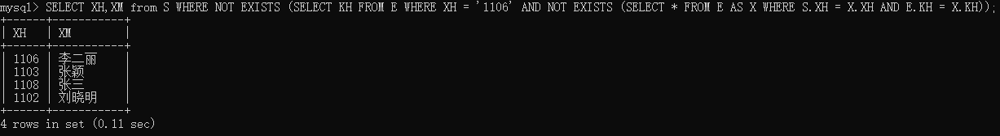 mysql> SELECT XH,XM from S WHERE NOT EXISTS (SELECT KH FROM E WHERE XH = '1106' AND NOT EXISTS (SELECT * FROM E AS X WHERE S.XH = X.XH AND E.KH = X.KH));
+------+-----------+
| XH   | XM        |
+------+-----------+
| 1106 | 李二丽    |
| 1103 | 张颖      |
| 1108 | 张三      |
| 1102 | 刘晓明    |
+------+-----------+
4 rows in set (0.11 sec)